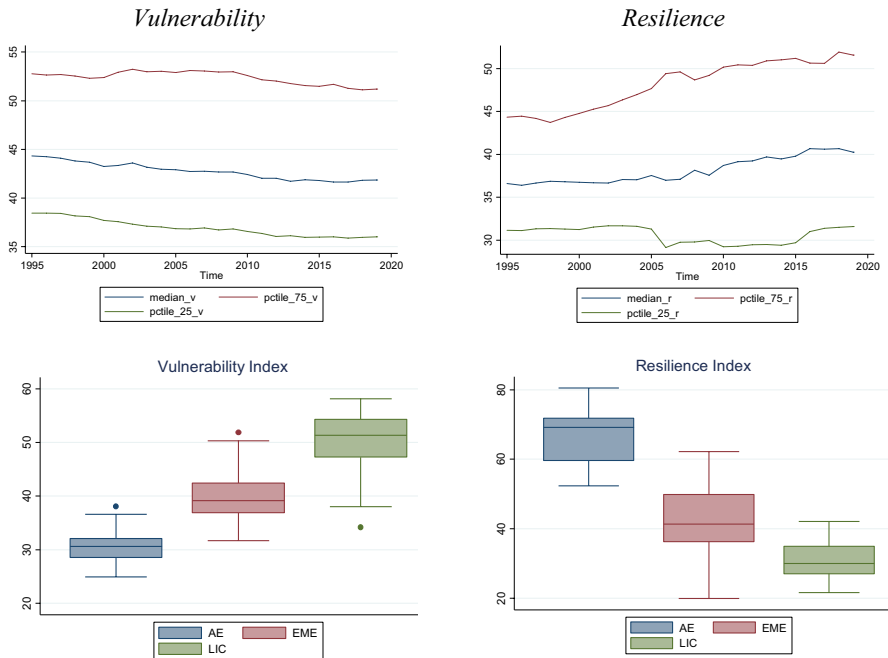 Vulnerability
55
50
45
40
35
1995
2000
2005
2010
2015
2020
Time
median_v
pctile_75_v
pctile_25_v
Resilience
50
45
40
35
30
1995
2000
2005
2010
2015
2020
Time
median_r
pctile_75_r
pctile_25_r
Vulnerability Index
60
50
40
30
20
AE
EME
LIC
Resilience Index
80
60
40
20
AE
EME
LIC